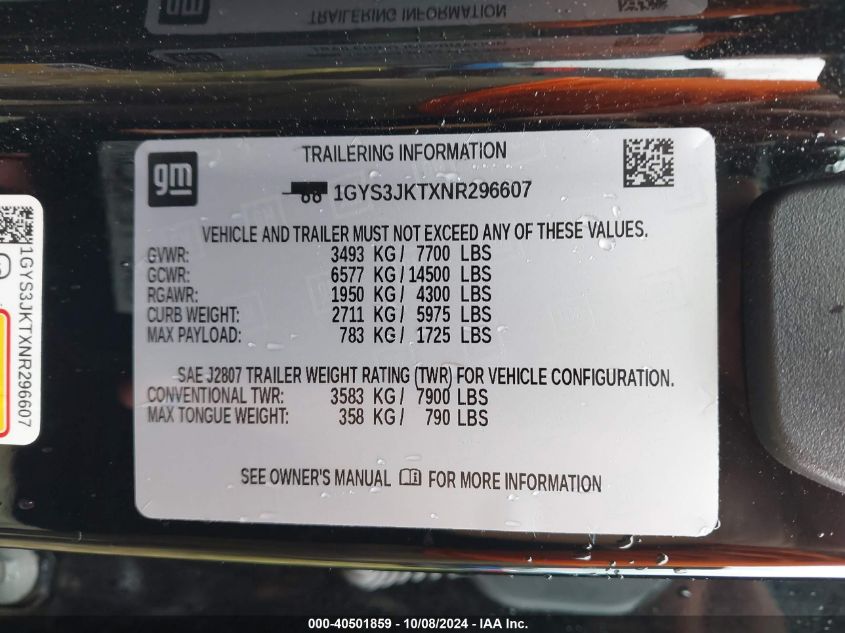 TRAILERING INFORMATION
gm
TRAILERING INFORMATION
1GYS3JKTXNR296607
VEHICLE AND TRAILER MUST NOT EXCEED ANY OF THESE VALUES.
GVWR: 3493 KG/ 7700 LBS
GCWR: 6577 KG/14500 LBS
RGAWR: 1950 KG/ 4300 LBS
CURB WEIGHT: 2711 KG/ 5975 LBS
MAX PAYLOAD: 783 KG/ 1725 LBS
SAE J2807 TRAILER WEIGHT RATING (TWR) FOR VEHICLE CONFIGURATION.
CONVENTIONAL TWR: 3583 KG/ 7900 LBS
MAX TONGUE WEIGHT: 358 KG/ 790 LBS
SEE OWNER'S MANUAL FOR MORE INFORMATION
1GYS3JKTXNR296607
000-40501859 - 10/08/2024 - IAA Inc.